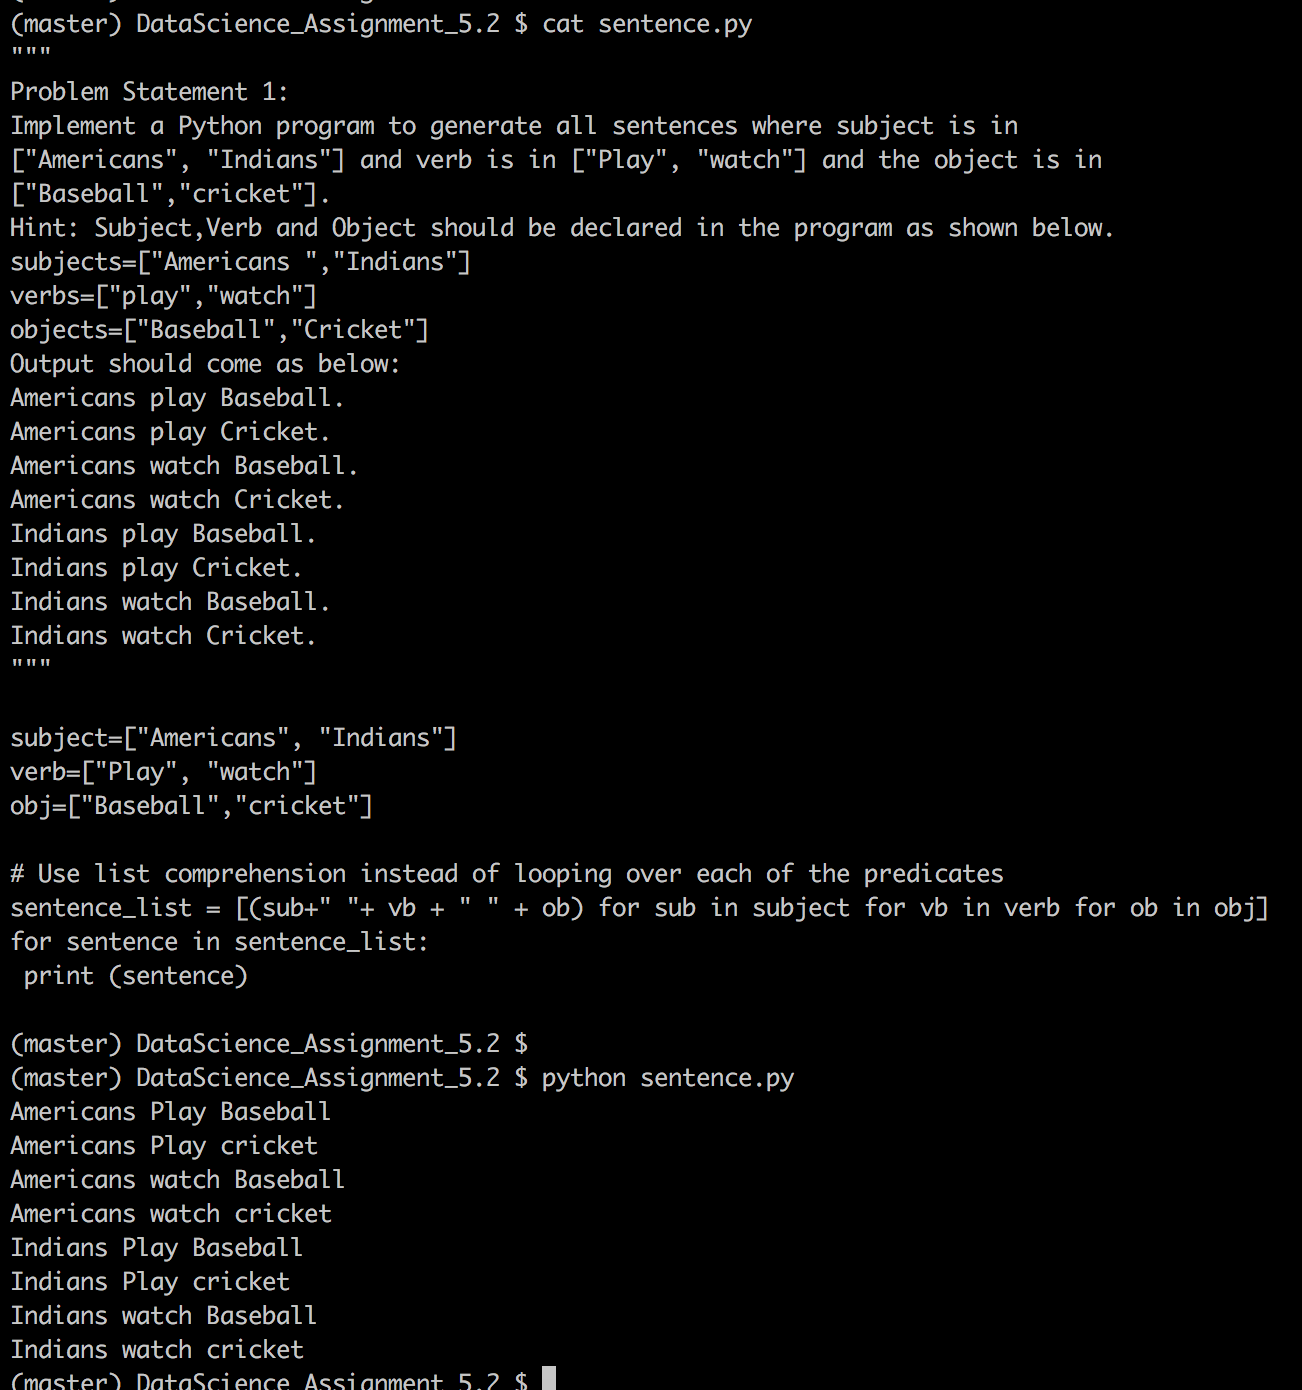 (master) DataScience_Assignment_5.2 $ cat sentence.py
"""
Problem Statement 1:
Implement a Python program to generate all sentences where subject is in
["Americans", "Indians"] and verb is in ["Play", "watch"] and the object is in
["Baseball","cricket"].
Hint: Subject,Verb and Object should be declared in the program as shown below.
subjects=["Americans ","Indians"]
verbs=["play","watch"]
objects=["Baseball","Cricket"]
Output should come as below:
Americans play Baseball.
Americans play Cricket.
Americans watch Baseball.
Americans watch Cricket.
Indians play Baseball.
Indians play Cricket.
Indians watch Baseball.
Indians watch Cricket.
"""
subject=["Americans", "Indians"]
verb=["Play", "watch"]
obj=["Baseball","cricket"]
# Use list comprehension instead of looping over each of the predicates
sentence_list = [(sub+" "+ vb + " " + ob) for sub in subject for vb in verb for ob in obj]
for sentence in sentence_list:
 print (sentence)
(master) DataScience_Assignment_5.2 $
(master) DataScience_Assignment_5.2 $ python sentence.py
Americans Play Baseball
Americans Play cricket
Americans watch Baseball
Americans watch cricket
Indians Play Baseball
Indians Play cricket
Indians watch Baseball
Indians watch cricket
(master) DataScience_Assignment_5.2 $